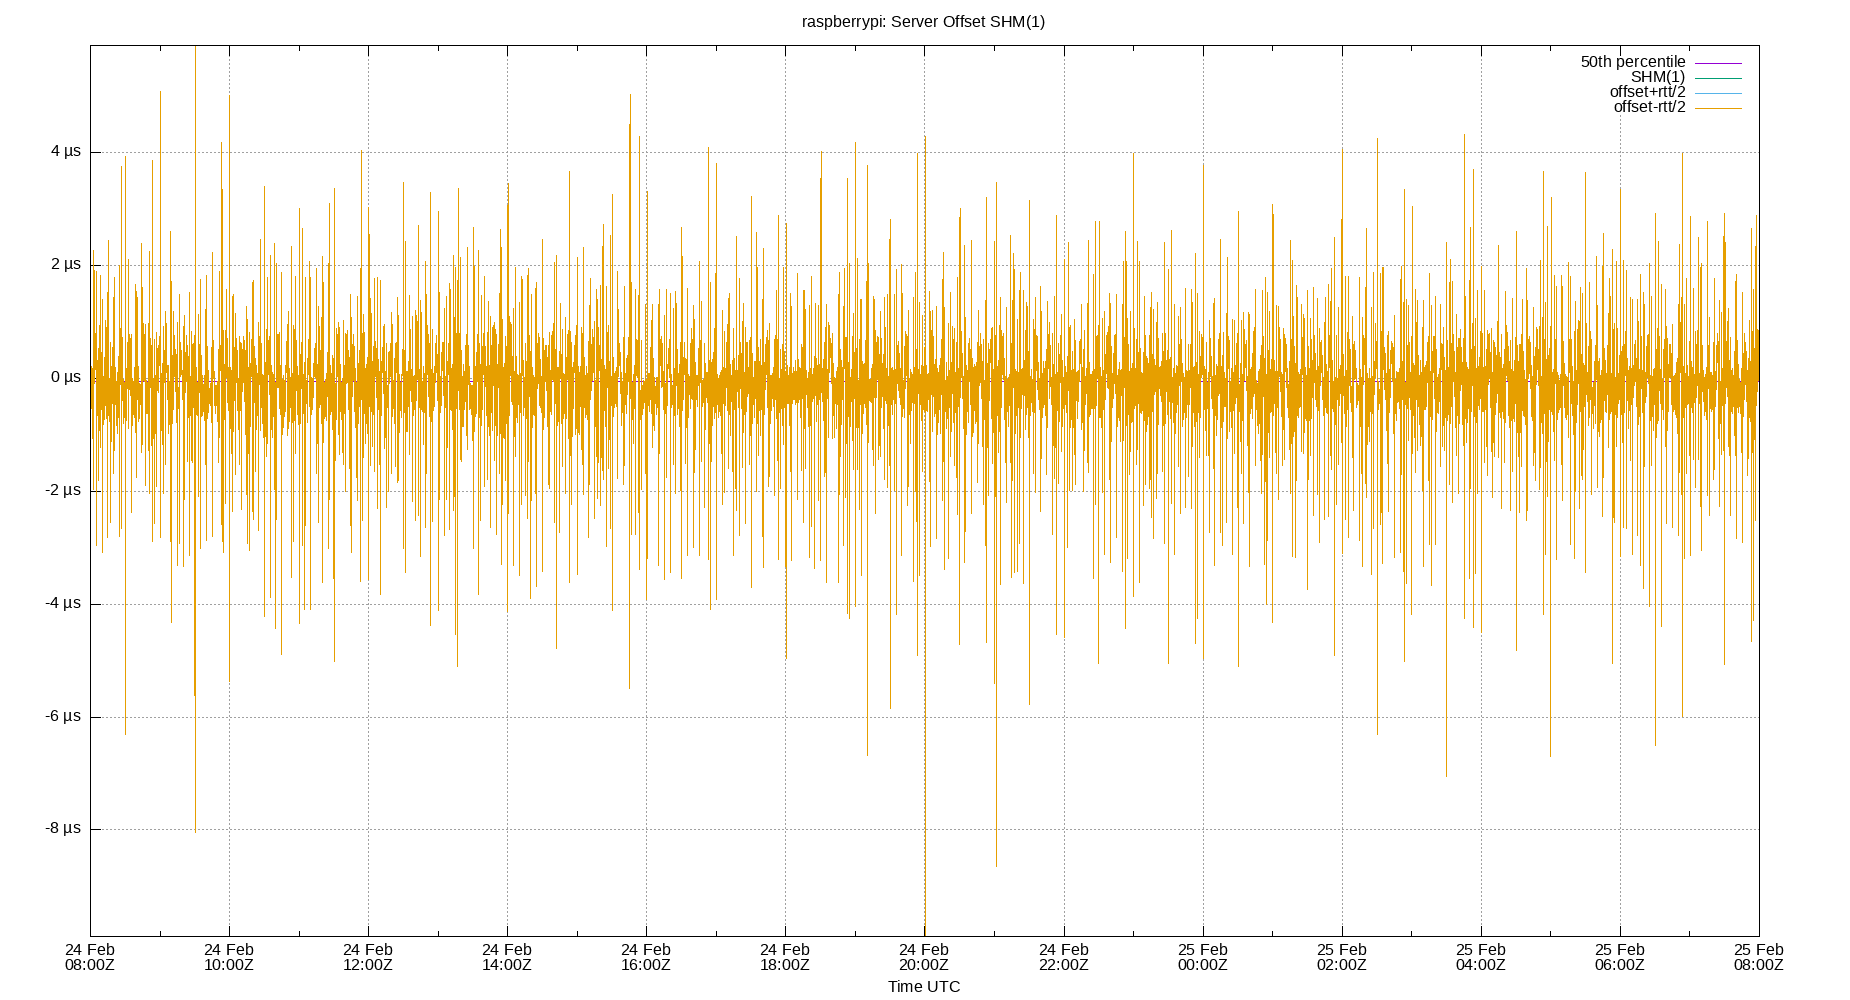 raspberrypi: Server Offset SHM(1)
50th percentile
SHM(1)
offset+rtt/2
offset-rtt/2
4 µs
2 µs
0 µs
-2 µs
-4 µs
-6 µs
-8 µs
24 Feb 24 Feb 24 Feb 24 Feb 24 Feb 24 Feb 24 Feb 24 Feb 25 Feb 25 Feb 25 Feb 25 Feb 25 Feb
08:00Z 10:00Z 12:00Z 14:00Z 16:00Z 18:00Z 20:00Z 22:00Z 00:00Z 02:00Z 04:00Z 06:00Z 08:00Z
Time UTC